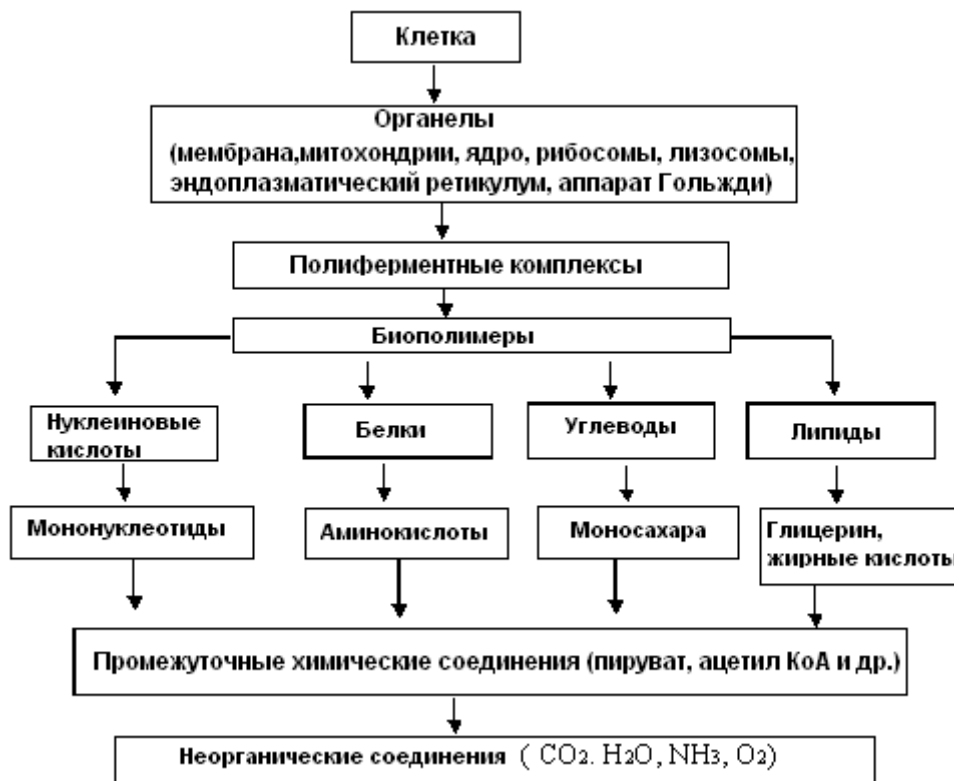 Клетка
Органелы
(мембрана,митохондрии, ядро, рибосомы, лизосомы,
эндоплазматический ретикулум, аппарат Гольжди)
Полиферментные комплексы
Биополимеры
Нуклеиновые
кислоты
Белки
Углеводы
Липиды
Мононуклеотиды
Аминокислоты
Моносахара
Глицерин,
жирные кислоты
Промежуточные химические соединения (пируват, ацетил КоА и др.)
Неорганические соединения ( CO2. H2O, NH3, O2)